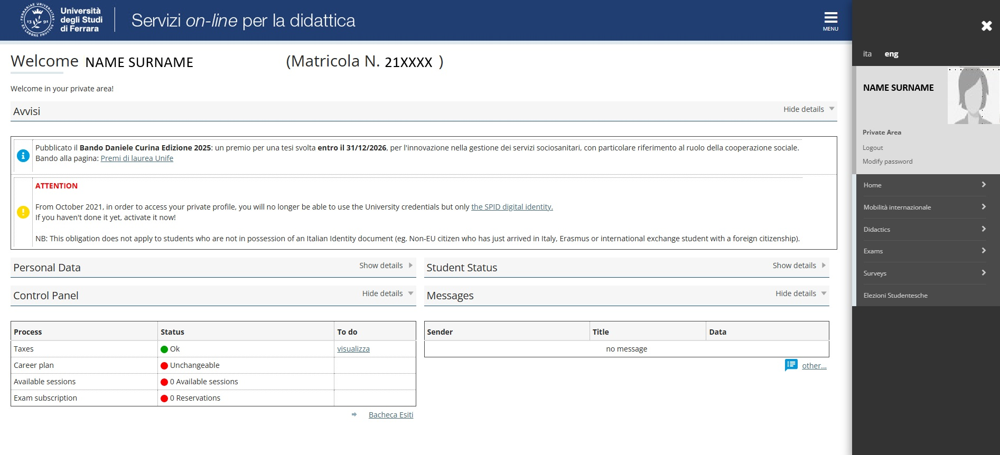 Università
degli Studi
di Ferrara
Servizi on-line per la didattica
MENU
ita eng
Welcome NAME SURNAME (Matricola N. 21XXXX )
Welcome in your private area!
Avvisi Hide details
Pubblicato il Bando Daniele Curina Edizione 2025: un premio per una tesi svolta entro il 31/12/2026, per l'innovazione nella gestione dei servizi sociosanitari, con particolare riferimento al ruolo della cooperazione sociale.
Bando alla pagina: Premi di laurea Unife
ATTENTION
From October 2021, in order to access your private profile, you will no longer be able to use the University credentials but only the SPID digital identity.
If you haven't done it yet, activate it now!
NB: This obligation does not apply to students who are not in possession of an Italian Identity document (eg. Non-EU citizen who has just arrived in Italy, Erasmus or international exchange student with a foreign citizenship).
Personal Data Show details
Student Status Show details
Control Panel Hide details
Messages Hide details
Process Status To do
Taxes Ok visualizza
Career plan Unchangeable
Available sessions 0 Available sessions
Exam subscription 0 Reservations
Bacheca Esiti
Sender Title Data
no message
other...
NAME SURNAME
Private Area
Logout
Modify password
Home
Mobilità internazionale
Didactics
Exams
Surveys
Elezioni Studentesche